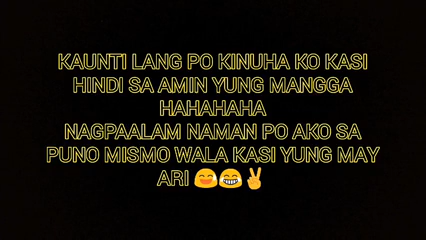 KAUNTI LANG PO KINUHA KO KASI
HINDI SA AMIN YUNG MANGGA
HAHAHAHA
NAGPAALAM NAMAN PO AKO SA
PUNO MISMO WALA KASI YUNG MAY
ARI 😄😂✌